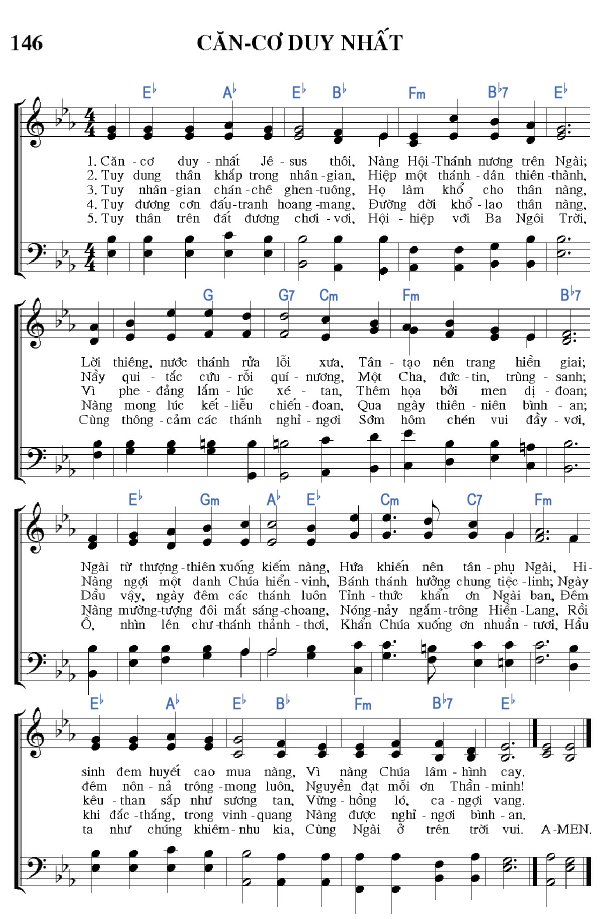 146 CĂN-CƠ DUY NHẤT
E♭ A♭ E♭ B♭ Fm B♭7 E♭
1. Căn-cơ duy-nhất Jê-sus thôi, Nàng Hội-Thánh nương trên Ngài;
2. Tuy dung thân khắp trong nhân-gian, Hiệp một thánh-dân thiên-thành,
3. Tuy nhân-gian chán-chê ghen-tuông, Họ làm khổ cho thân nàng,
4. Tuy đương cơn đấu-tranh hoang-mang, Đường đời khổ-lao thân nàng,
5. Tuy thân trên đất đương chơi-vơi, Hội-hiệp với Ba Ngôi Trời,
G G7 Cm Fm B♭7
Lời thiêng, nước thánh rửa lỗi xưa, Tân-tạo nên trang hiền giai;
Nầy qui-tắc cứu-rỗi quí-nương, Một Cha, đức-tin, trùng-sanh;
Vì phe-đảng lấm-lúc xé-tan, Thêm họa bởi men dị-đoan;
Nàng mong lúc kết-liễu chiến-đoan, Qua ngày thiên-niên bình-an;
Cùng thông-cảm các thánh nghỉ-ngơi Sớm hôm chén vui đầy-vơi,
E♭ Gm A♭ E♭ Cm C7 Fm
Ngài từ thượng-thiên xuống kiếm nàng, Hứa khiến nên tân-phụ Ngài, Hi-
Nàng ngợi một danh Chúa hiển-vinh, Bánh thánh hưởng chung tiệc-linh; Ngày
Dầu vậy, ngày đêm các thánh luôn Tỉnh-thức khẩn ơn Ngài ban, Đêm
Nàng mường-tượng đôi mắt sáng-choang, Nóng-nảy ngắm-trông Hiền-Lang, Rồi
Ồ, nhìn lên chư-thánh thảnh-thơi, Khẩn Chúa xuống ơn nhuần-tươi, Hầu
E♭ A♭ E♭ B♭ Fm B♭7 E♭
sinh đem huyết cao mua nàng, Vì nàng Chúa lâm-hình cay.
đêm nôn-nả trông-mong luôn, Nguyền đạt mỗi ơn Thần-minh!
kêu-than sắp như sương tan, Vừng-hồng ló, ca-ngợi vang.
khi đắc-thắng, trong vinh-quang Nàng được nghỉ-ngơi bình-an.
ta như chúng khiêm-nhu kia, Cùng Ngài ở trên trời vui. A-MEN.